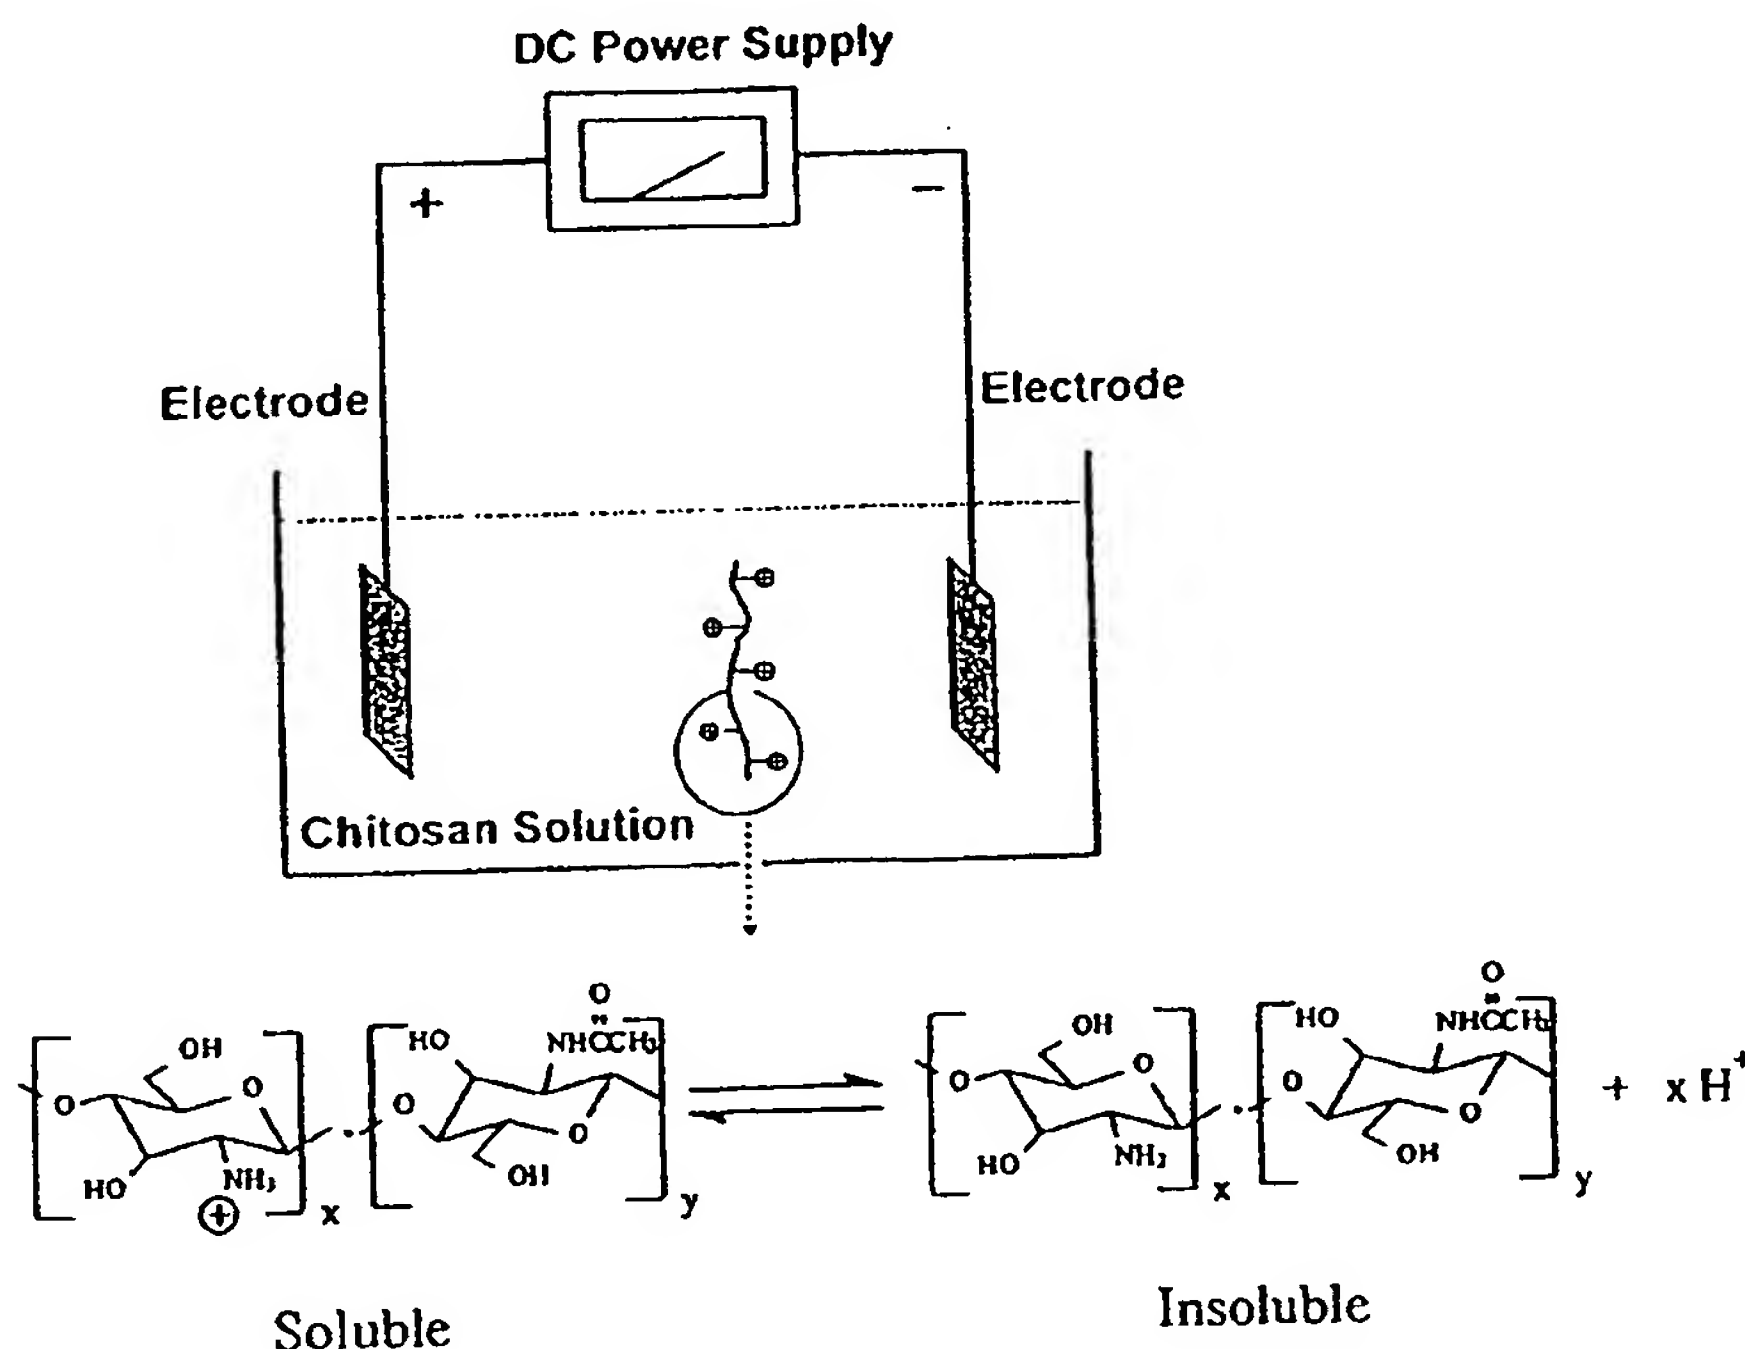 DC Power Supply
+
−
Electrode
Electrode
⊕
⊕
⊕
⊕
⊕
Chitosan Solution
O
O
OH
HO
NHCCH₃
OH
HO
NHCCH₃
O
O
O
O
O
O
O
O
+ x H⁺
HO
NH₃
OH
HO
NH₂
OH
⊕
x
y
x
y
Soluble
Insoluble